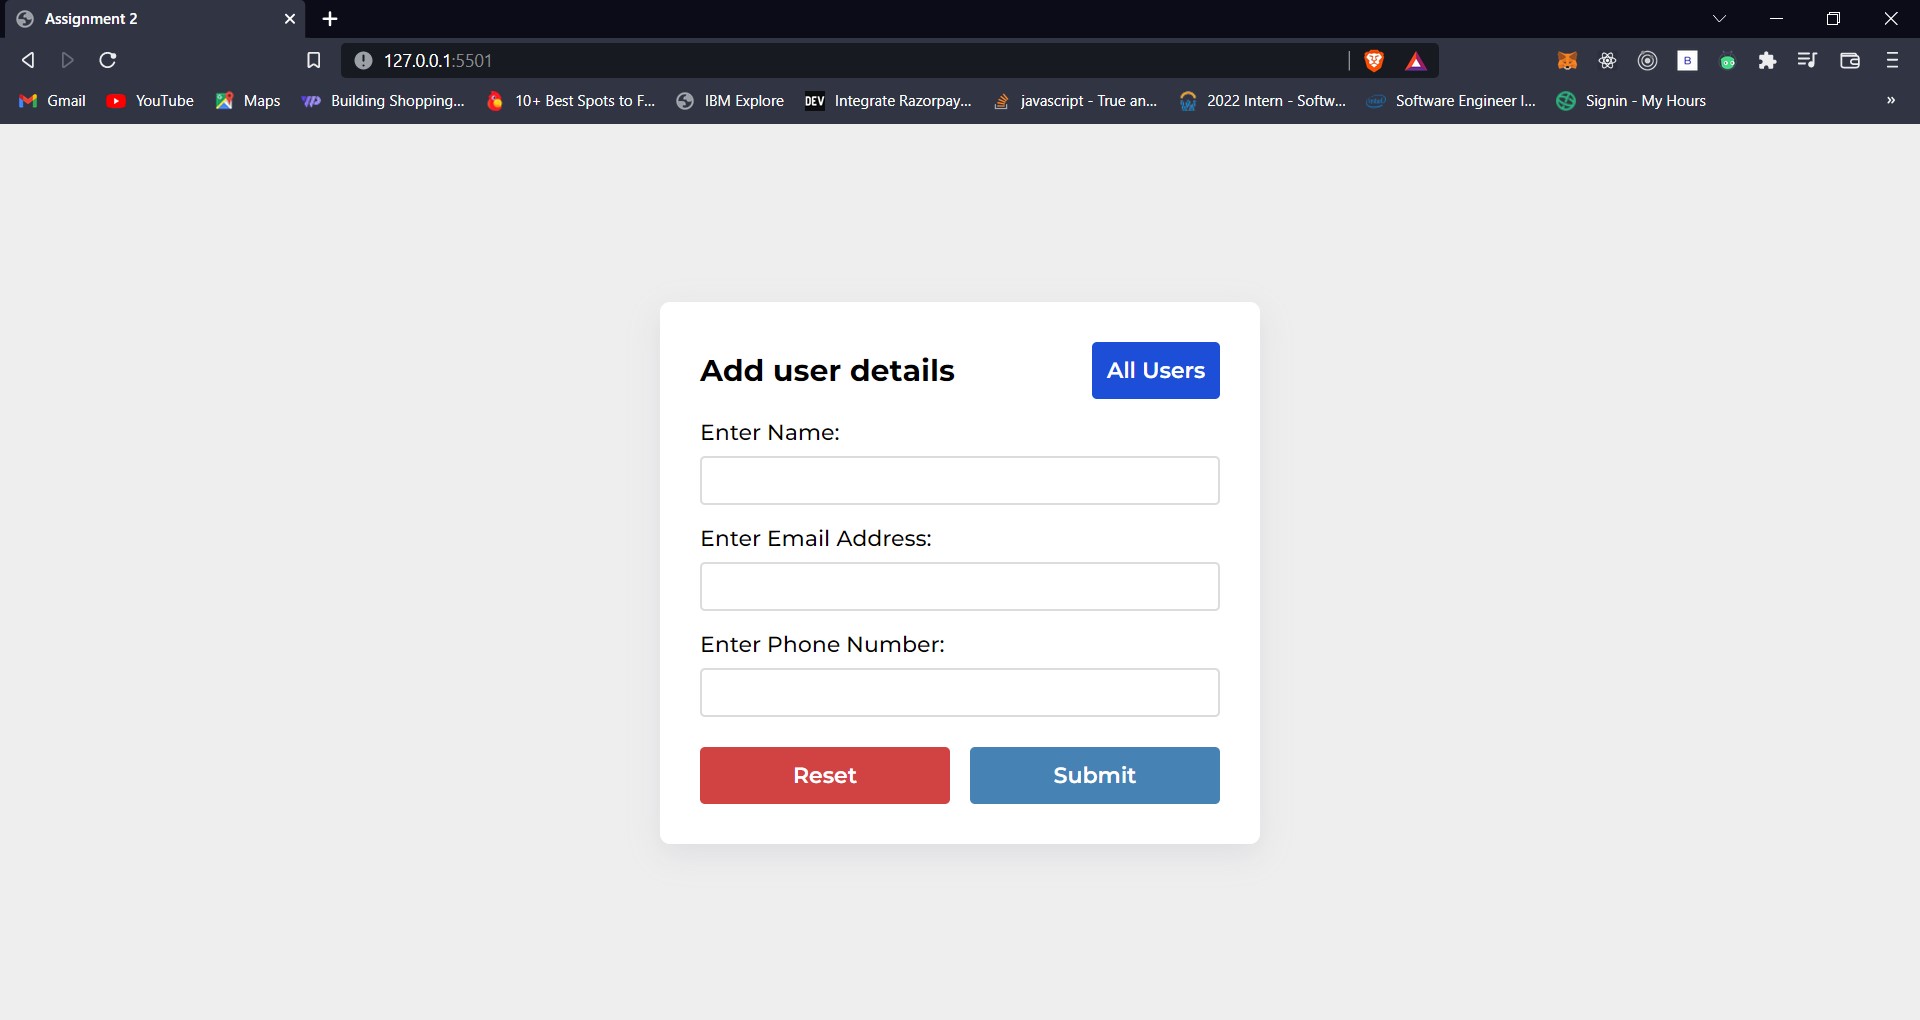 Assignment 2
127.0.0.1:5501
Gmail YouTube Maps Building Shopping... 10+ Best Spots to F... IBM Explore DEV Integrate Razorpay... javascript - True an... 2022 Intern - Softw... intel Software Engineer I... Signin - My Hours »
Add user details
All Users
Enter Name:
Enter Email Address:
Enter Phone Number:
Reset Submit